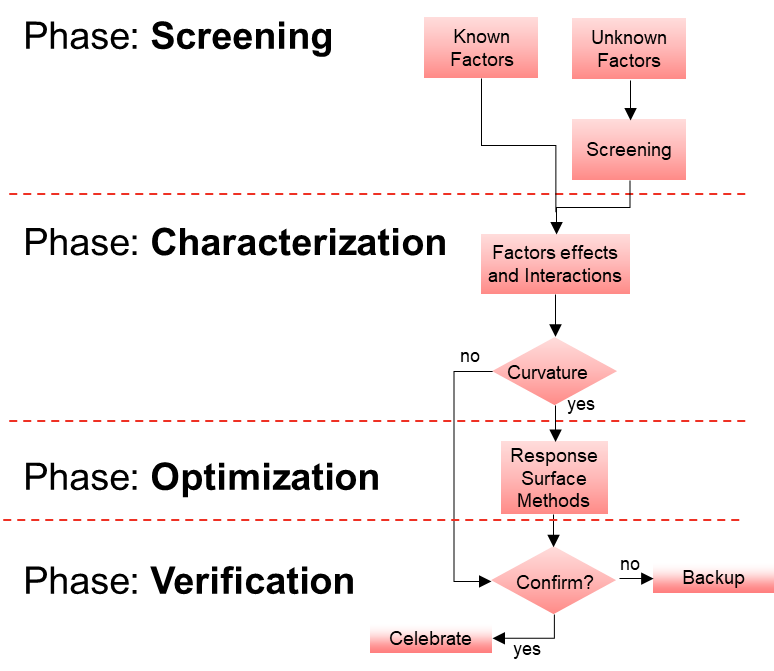 Phase: Screening
Known
Factors
Unknown
Factors
Screening
Phase: Characterization
Factors effects
and Interactions
no
Curvature
yes
Phase: Optimization
Response
Surface
Methods
Phase: Verification
Confirm?
no
Backup
Celebrate
yes